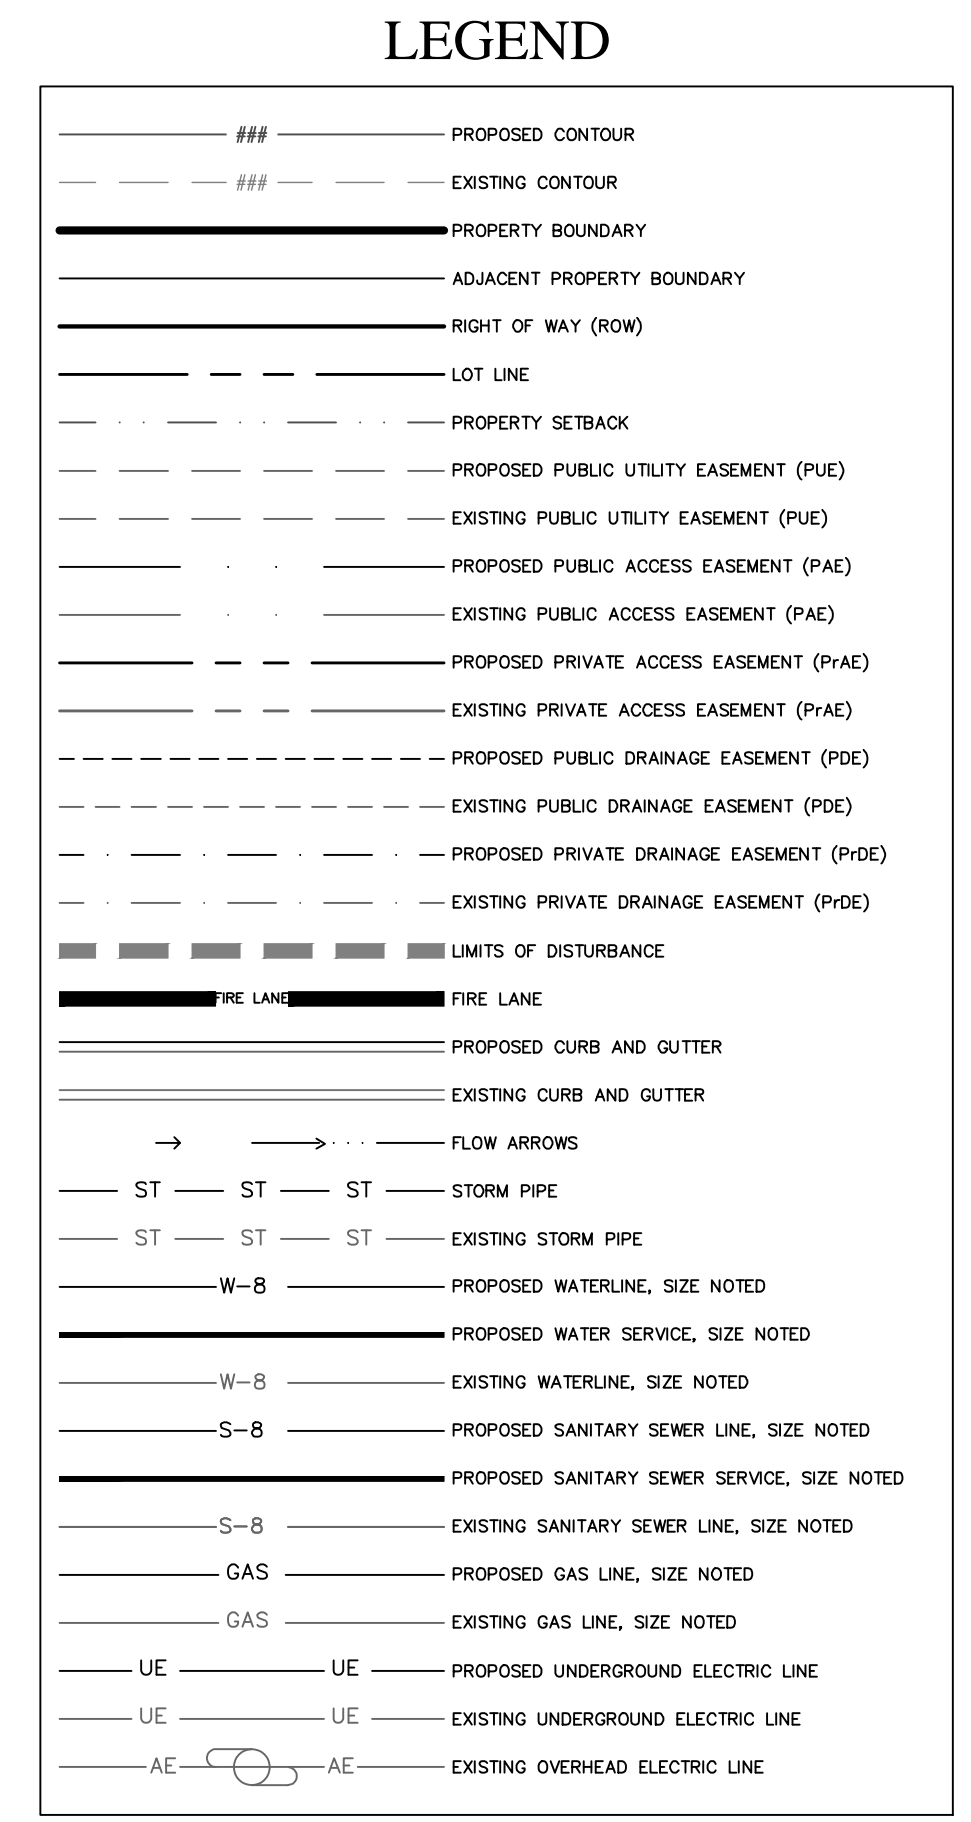 LEGEND
### PROPOSED CONTOUR
### EXISTING CONTOUR
PROPERTY BOUNDARY
ADJACENT PROPERTY BOUNDARY
RIGHT OF WAY (ROW)
LOT LINE
PROPERTY SETBACK
PROPOSED PUBLIC UTILITY EASEMENT (PUE)
EXISTING PUBLIC UTILITY EASEMENT (PUE)
PROPOSED PUBLIC ACCESS EASEMENT (PAE)
EXISTING PUBLIC ACCESS EASEMENT (PAE)
PROPOSED PRIVATE ACCESS EASEMENT (PrAE)
EXISTING PRIVATE ACCESS EASEMENT (PrAE)
PROPOSED PUBLIC DRAINAGE EASEMENT (PDE)
EXISTING PUBLIC DRAINAGE EASEMENT (PDE)
PROPOSED PRIVATE DRAINAGE EASEMENT (PrDE)
EXISTING PRIVATE DRAINAGE EASEMENT (PrDE)
LIMITS OF DISTURBANCE
FIRE LANE FIRE LANE
PROPOSED CURB AND GUTTER
EXISTING CURB AND GUTTER
FLOW ARROWS
ST ST ST STORM PIPE
ST ST ST EXISTING STORM PIPE
W-8 PROPOSED WATERLINE, SIZE NOTED
PROPOSED WATER SERVICE, SIZE NOTED
W-8 EXISTING WATERLINE, SIZE NOTED
S-8 PROPOSED SANITARY SEWER LINE, SIZE NOTED
PROPOSED SANITARY SEWER SERVICE, SIZE NOTED
S-8 EXISTING SANITARY SEWER LINE, SIZE NOTED
GAS PROPOSED GAS LINE, SIZE NOTED
GAS EXISTING GAS LINE, SIZE NOTED
UE UE PROPOSED UNDERGROUND ELECTRIC LINE
UE UE EXISTING UNDERGROUND ELECTRIC LINE
AE AE EXISTING OVERHEAD ELECTRIC LINE